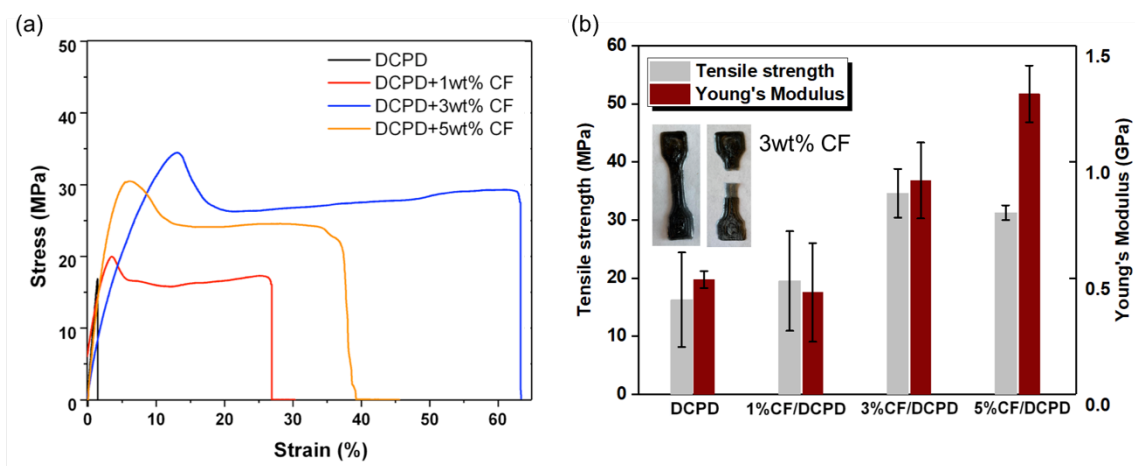 (a)
50
40
30
20
10
0
Stress (MPa)
DCPD
DCPD+1wt% CF
DCPD+3wt% CF
DCPD+5wt% CF
0 10 20 30 40 50 60
Strain (%)
(b)
60
50
40
30
20
10
0
Tensile strength (MPa)
Tensile strength
Young's Modulus
3wt% CF
DCPD 1%CF/DCPD 3%CF/DCPD 5%CF/DCPD
1.5
1.0
0.5
0.0
Young's Modulus (GPa)